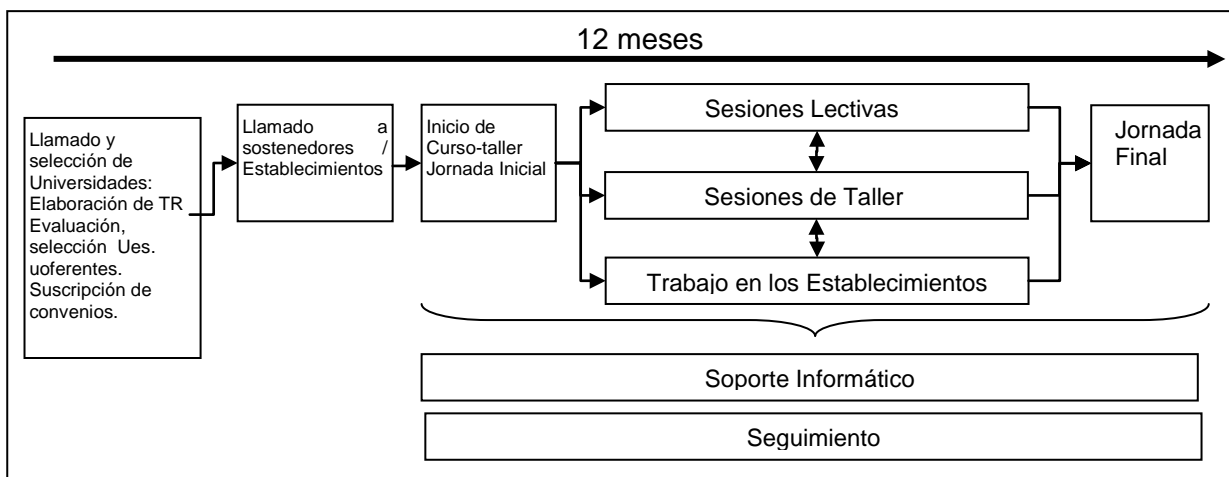 12 meses
Llamado y
selección de
Universidades:
Elaboración de TR
Evaluación,
selección Ues.
uoferentes.
Suscripción de
convenios.
Llamado a
sostenedores /
Establecimientos
Inicio de
Curso-taller
Jornada Inicial
Sesiones Lectivas
Sesiones de Taller
Trabajo en los Establecimientos
Jornada
Final
Soporte Informático
Seguimiento